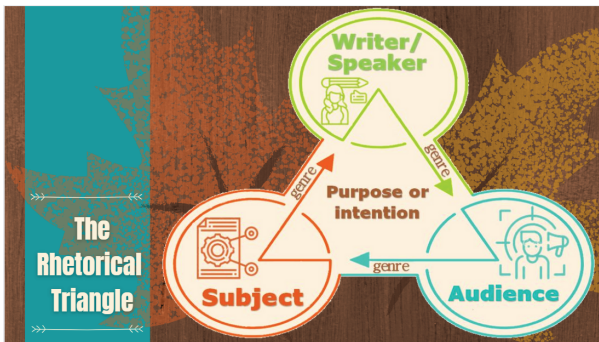 The
Rhetorical
Triangle
Writer/
Speaker
genre
genre
Purpose or
intention
genre
Subject
Audience